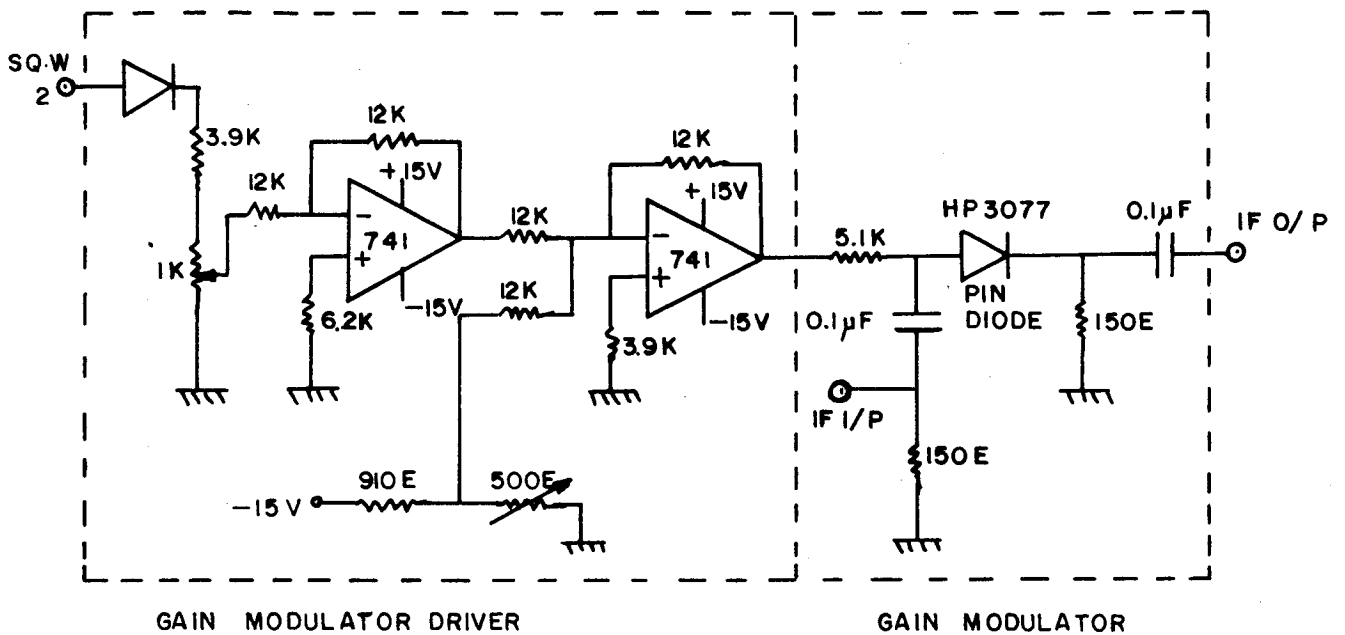 SQ.W
2
3.9K
1K
12K
12K
+15V
741
-
+
-15V
6.2K
12K
12K
12K
+15V
741
-
+
-15V
3.9K
-15V
910E
500E
5.1K
HP3077
PIN
DIODE
0.1µF
IF O/P
0.1µF
150E
IF I/P
150E
GAIN MODULATOR DRIVER
GAIN MODULATOR